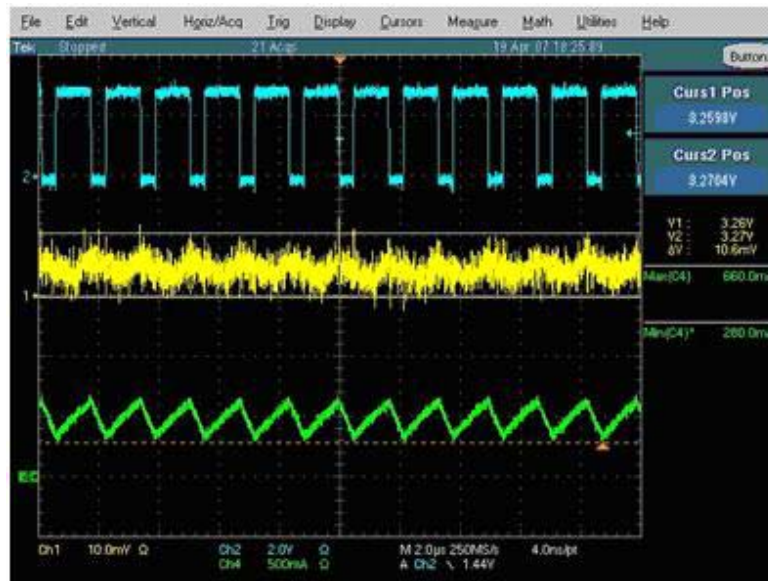 File Edit Vertical Horiz/Acq Trig Display Cursors Measure Math Utilities Help
Tek Stopped 21 Acqs 19 Apr 07 18:25:89
Button
Curs1 Pos
3.2598V
Curs2 Pos
3.2704V
V1 : 3.26V
V2 : 3.27V
δV : 10.6mV
Max(C4) 660.0m
Min(C4)* 280.0m
2
1
Ch1 10.0mV Ω Ch2 2.0V Ω M 2.0µs 250MS/s 4.0ns/pt
Ch4 500mA Ω A Ch2 \ 1.44V